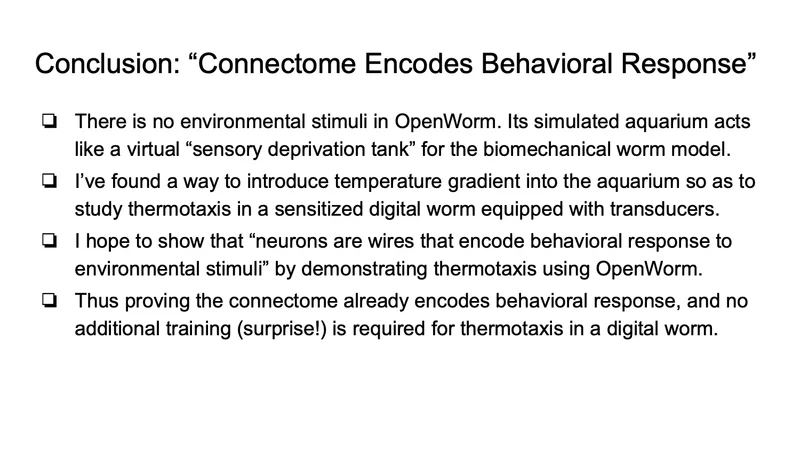 Conclusion: “Connectome Encodes Behavioral Response”
❏ There is no environmental stimuli in OpenWorm. Its simulated aquarium acts
like a virtual “sensory deprivation tank” for the biomechanical worm model.
❏ I’ve found a way to introduce temperature gradient into the aquarium so as to
study thermotaxis in a sensitized digital worm equipped with transducers.
❏ I hope to show that “neurons are wires that encode behavioral response to
environmental stimuli” by demonstrating thermotaxis using OpenWorm.
❏ Thus proving the connectome already encodes behavioral response, and no
additional training (surprise!) is required for thermotaxis in a digital worm.